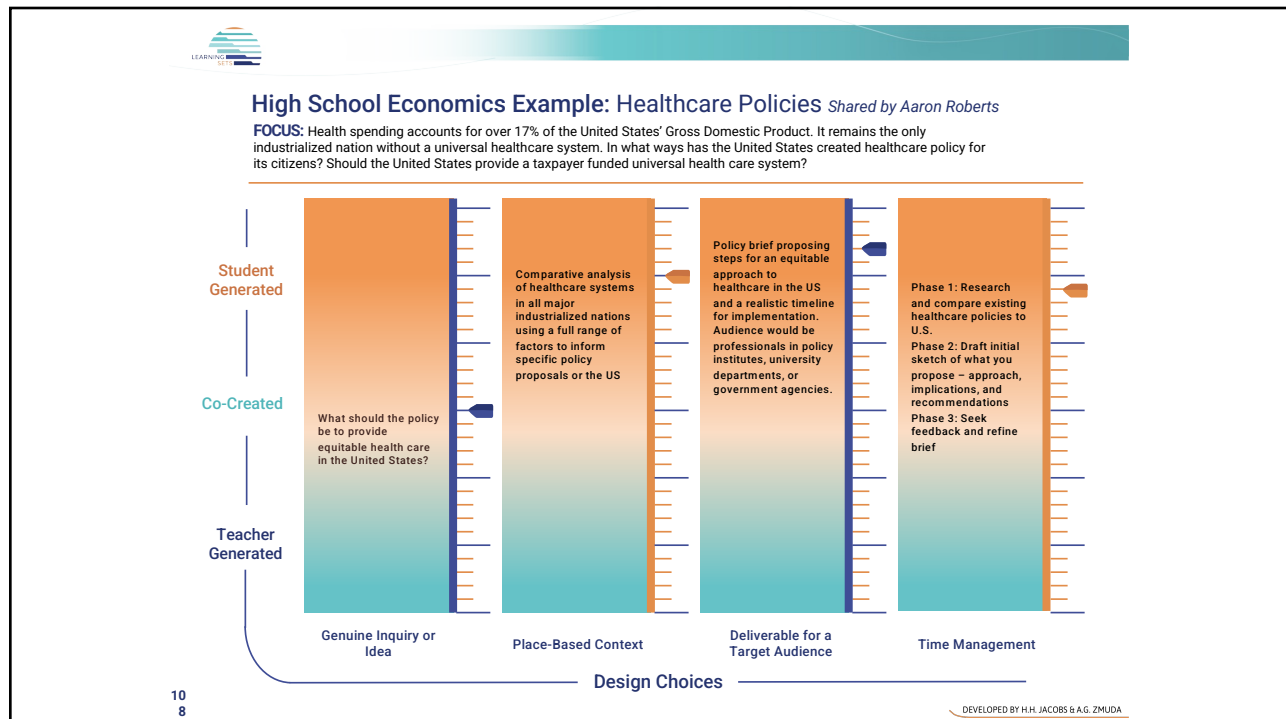 LEARNING
SETS
High School Economics Example: Healthcare Policies Shared by Aaron Roberts
FOCUS: Health spending accounts for over 17% of the United States’ Gross Domestic Product. It remains the only
industrialized nation without a universal healthcare system. In what ways has the United States created healthcare policy for
its citizens? Should the United States provide a taxpayer funded universal health care system?
Student
Generated
Co-Created
Teacher
Generated
What should the policy
be to provide
equitable health care
in the United States?
Comparative analysis
of healthcare systems
in all major
industrialized nations
using a full range of
factors to inform
specific policy
proposals or the US
Policy brief proposing
steps for an equitable
approach to
healthcare in the US
and a realistic timeline
for implementation.
Audience would be
professionals in policy
institutes, university
departments, or
government agencies.
Phase 1: Research
and compare existing
healthcare policies to
U.S.
Phase 2: Draft initial
sketch of what you
propose – approach,
implications, and
recommendations
Phase 3: Seek
feedback and refine
brief
Genuine Inquiry or
Idea
Place-Based Context
Deliverable for a
Target Audience
Time Management
Design Choices
10
8
DEVELOPED BY H.H. JACOBS & A.G. ZMUDA